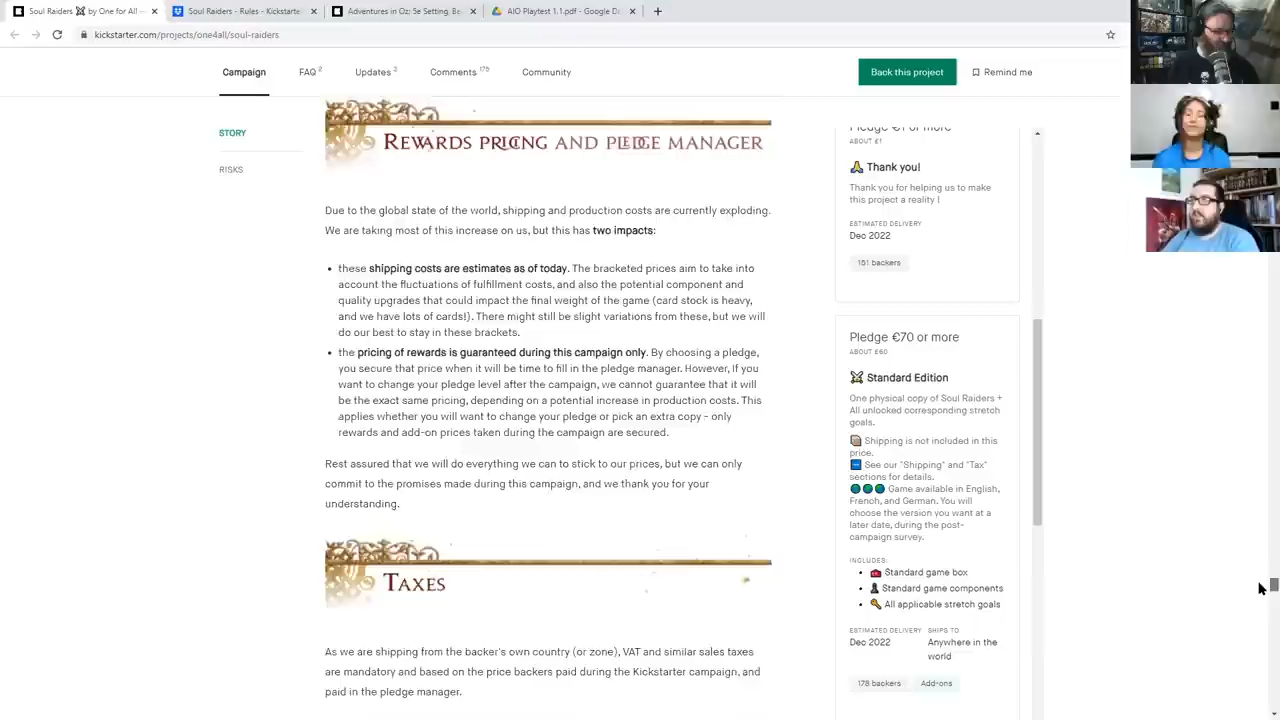 Soul Raiders ⚔ by One for All —
Soul Raiders - Rules - Kickstarte
Adventures in Oz: 5e Setting, Be
AIO Playtest 1.1.pdf - Google D
kickstarter.com/projects/one4all/soul-raiders
Campaign
FAQ 2
Updates 2
Comments 175
Community
Back this project
Remind me
STORY
RISKS
REWARDS PRICING AND PLEDGE MANAGER
Due to the global state of the world, shipping and production costs are currently exploding.
We are taking most of this increase on us, but this has two impacts:
• these shipping costs are estimates as of today. The bracketed prices aim to take into
account the fluctuations of fulfillment costs, and also the potential component and
quality upgrades that could impact the final weight of the game (card stock is heavy,
and we have lots of cards!). There might still be slight variations from these, but we will
do our best to stay in these brackets.
• the pricing of rewards is guaranteed during this campaign only. By choosing a pledge,
you secure that price when it will be time to fill in the pledge manager. However, If you
want to change your pledge level after the campaign, we cannot guarantee that it will
be the exact same pricing, depending on a potential increase in production costs. This
applies whether you will want to change your pledge or pick an extra copy - only
rewards and add-on prices taken during the campaign are secured.
Rest assured that we will do everything we can to stick to our prices, but we can only
commit to the promises made during this campaign, and we thank you for your
understanding.
TAXES
As we are shipping from the backer's own country (or zone), VAT and similar sales taxes
are mandatory and based on the price backers paid during the Kickstarter campaign, and
paid in the pledge manager.
Pledge €1 or more
ABOUT £1
🙏 Thank you!
Thank you for helping us to make
this project a reality !
ESTIMATED DELIVERY
Dec 2022
151 backers
Pledge €70 or more
ABOUT £60
⚔ Standard Edition
One physical copy of Soul Raiders +
All unlocked corresponding stretch
goals.
Shipping is not included in this
price.
See our "Shipping" and "Tax"
sections for details.
Game available in English,
French, and German. You will
choose the version you want at a
later date, during the post-
campaign survey.
INCLUDES:
• Standard game box
• Standard game components
• All applicable stretch goals
ESTIMATED DELIVERY
Dec 2022
SHIPS TO
Anywhere in the
world
178 backers
Add-ons